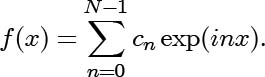 f(x) = \sum_{n=0}^{N-1} c_n \exp(inx).